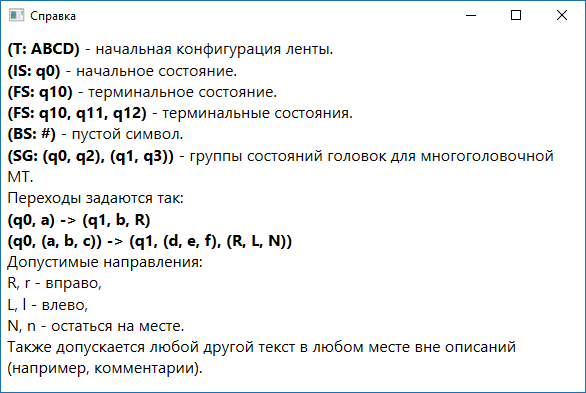 Справка
(T: ABCD) - начальная конфигурация ленты.
(IS: q0) - начальное состояние.
(FS: q10) - терминальное состояние.
(FS: q10, q11, q12) - терминальные состояния.
(BS: #) - пустой символ.
(SG: (q0, q2), (q1, q3)) - группы состояний головок для многоголовочной
МТ.
Переходы задаются так:
(q0, a) -> (q1, b, R)
(q0, (a, b, c)) -> (q1, (d, e, f), (R, L, N))
Допустимые направления:
R, r - вправо,
L, l - влево,
N, n - остаться на месте.
Также допускается любой другой текст в любом месте вне описаний
(например, комментарии).